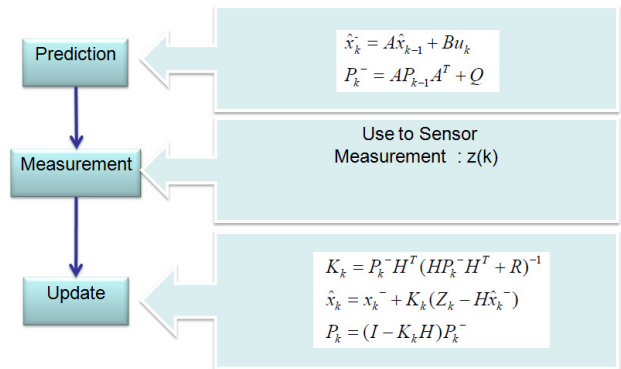 Prediction
x̂ₖ⁻ = Ax̂ₖ₋₁ + Buₖ
Pₖ⁻ = APₖ₋₁Aᵀ + Q
Measurement
Use to Sensor
Measurement : z(k)
Update
Kₖ = Pₖ⁻Hᵀ(HPₖ⁻Hᵀ + R)⁻¹
x̂ₖ = xₖ⁻ + Kₖ(Zₖ − Hx̂ₖ⁻)
Pₖ = (I − KₖH)Pₖ⁻